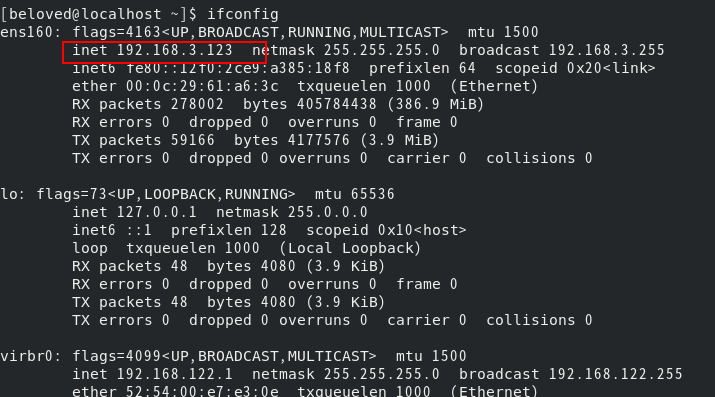 [beloved@localhost ~]$ ifconfig
ens160: flags=4163<UP,BROADCAST,RUNNING,MULTICAST>  mtu 1500
        inet 192.168.3.123  netmask 255.255.255.0  broadcast 192.168.3.255
        inet6 fe80::12f0:2ce9:a385:18f8  prefixlen 64  scopeid 0x20<link>
        ether 00:0c:29:61:a6:3c  txqueuelen 1000  (Ethernet)
        RX packets 278002  bytes 405784438 (386.9 MiB)
        RX errors 0  dropped 0  overruns 0  frame 0
        TX packets 59166  bytes 4177576 (3.9 MiB)
        TX errors 0  dropped 0 overruns 0  carrier 0  collisions 0

lo: flags=73<UP,LOOPBACK,RUNNING>  mtu 65536
        inet 127.0.0.1  netmask 255.0.0.0
        inet6 ::1  prefixlen 128  scopeid 0x10<host>
        loop  txqueuelen 1000  (Local Loopback)
        RX packets 48  bytes 4080 (3.9 KiB)
        RX errors 0  dropped 0  overruns 0  frame 0
        TX packets 48  bytes 4080 (3.9 KiB)
        TX errors 0  dropped 0 overruns 0  carrier 0  collisions 0

virbr0: flags=4099<UP,BROADCAST,MULTICAST>  mtu 1500
        inet 192.168.122.1  netmask 255.255.255.0  broadcast 192.168.122.255
        ether 52:54:00:e7:e3:0e  txqueuelen 1000  (Ethernet)